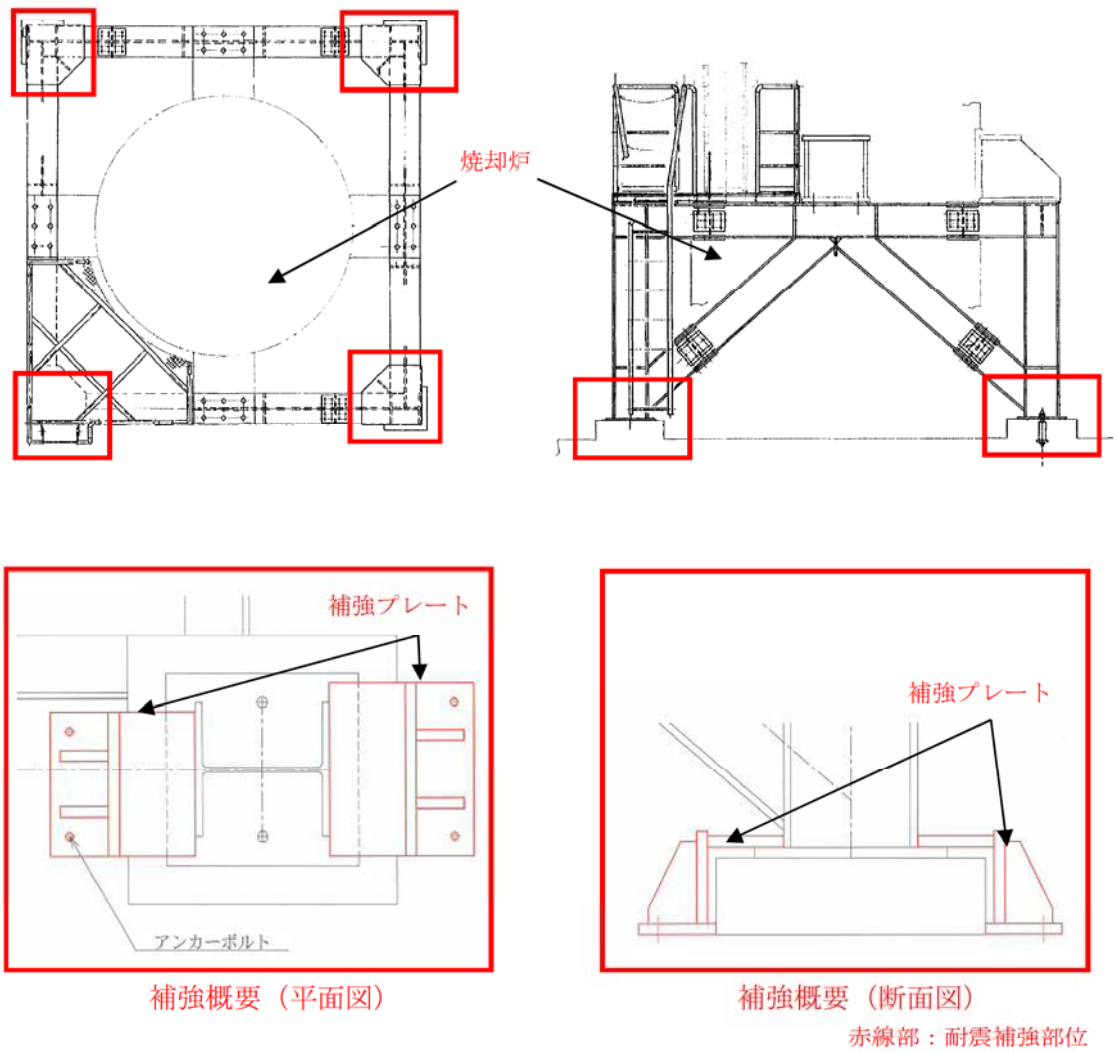 焼却炉
補強プレート
アンカーボルト
補強概要（平面図）
補強プレート
補強概要（断面図）
赤線部：耐震補強部位